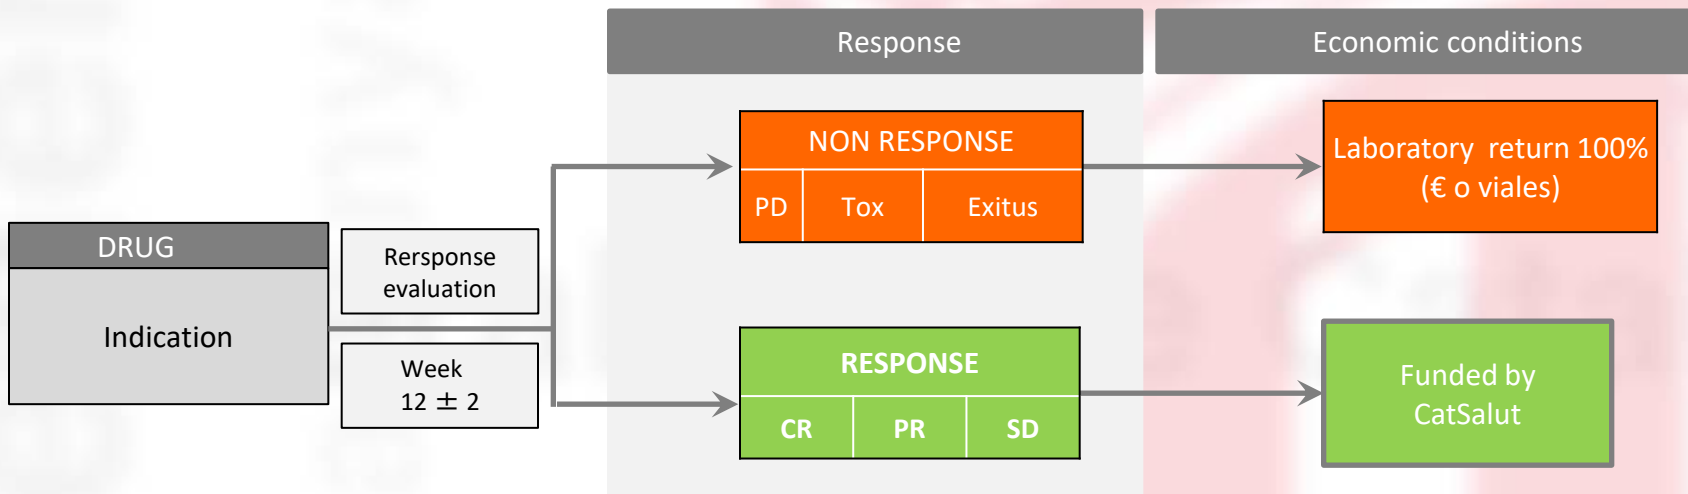 Response
Economic conditions
NON RESPONSE
PD
Tox
Exitus
Laboratory return 100%
(€ o viales)
DRUG
Indication
Rersponse
evaluation
Week
12 ± 2
RESPONSE
CR
PR
SD
Funded by
CatSalut